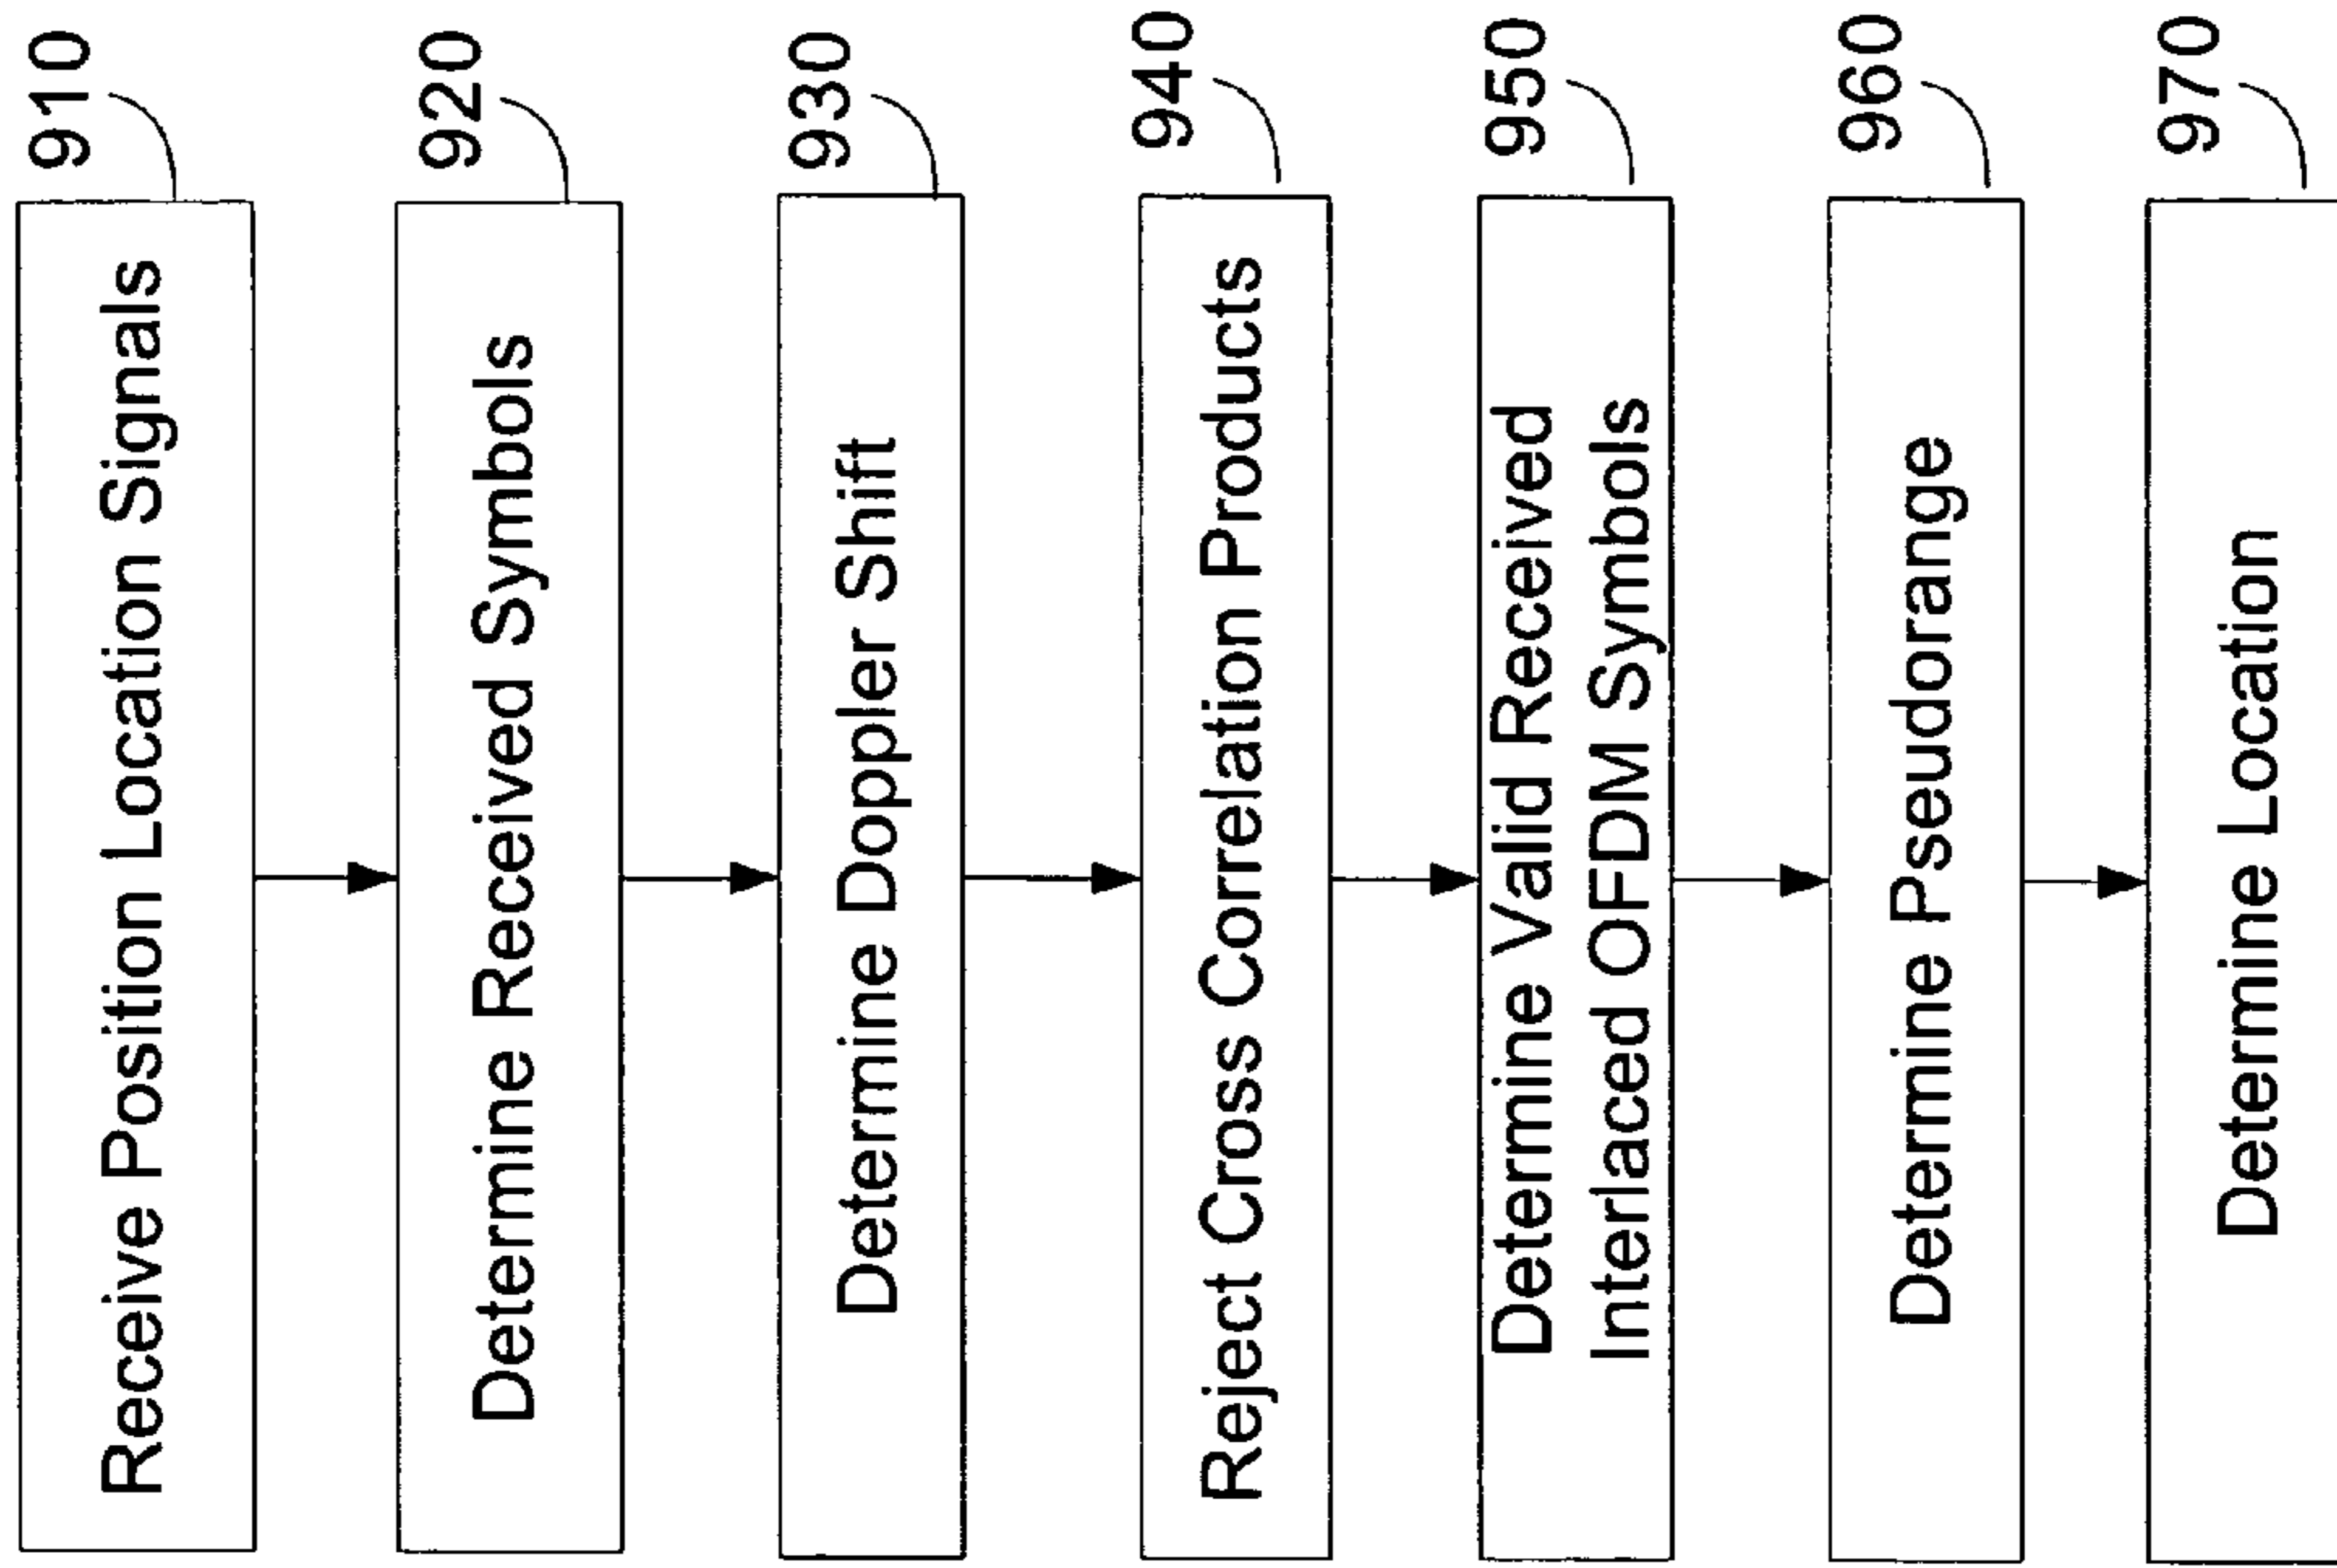 Receive Position Location Signals
910
Determine Received Symbols
920
Determine Doppler Shift
930
Reject Cross Correlation Products
940
Determine Valid Received
Interlaced OFDM Symbols
950
Determine Pseudorange
960
Determine Location
970